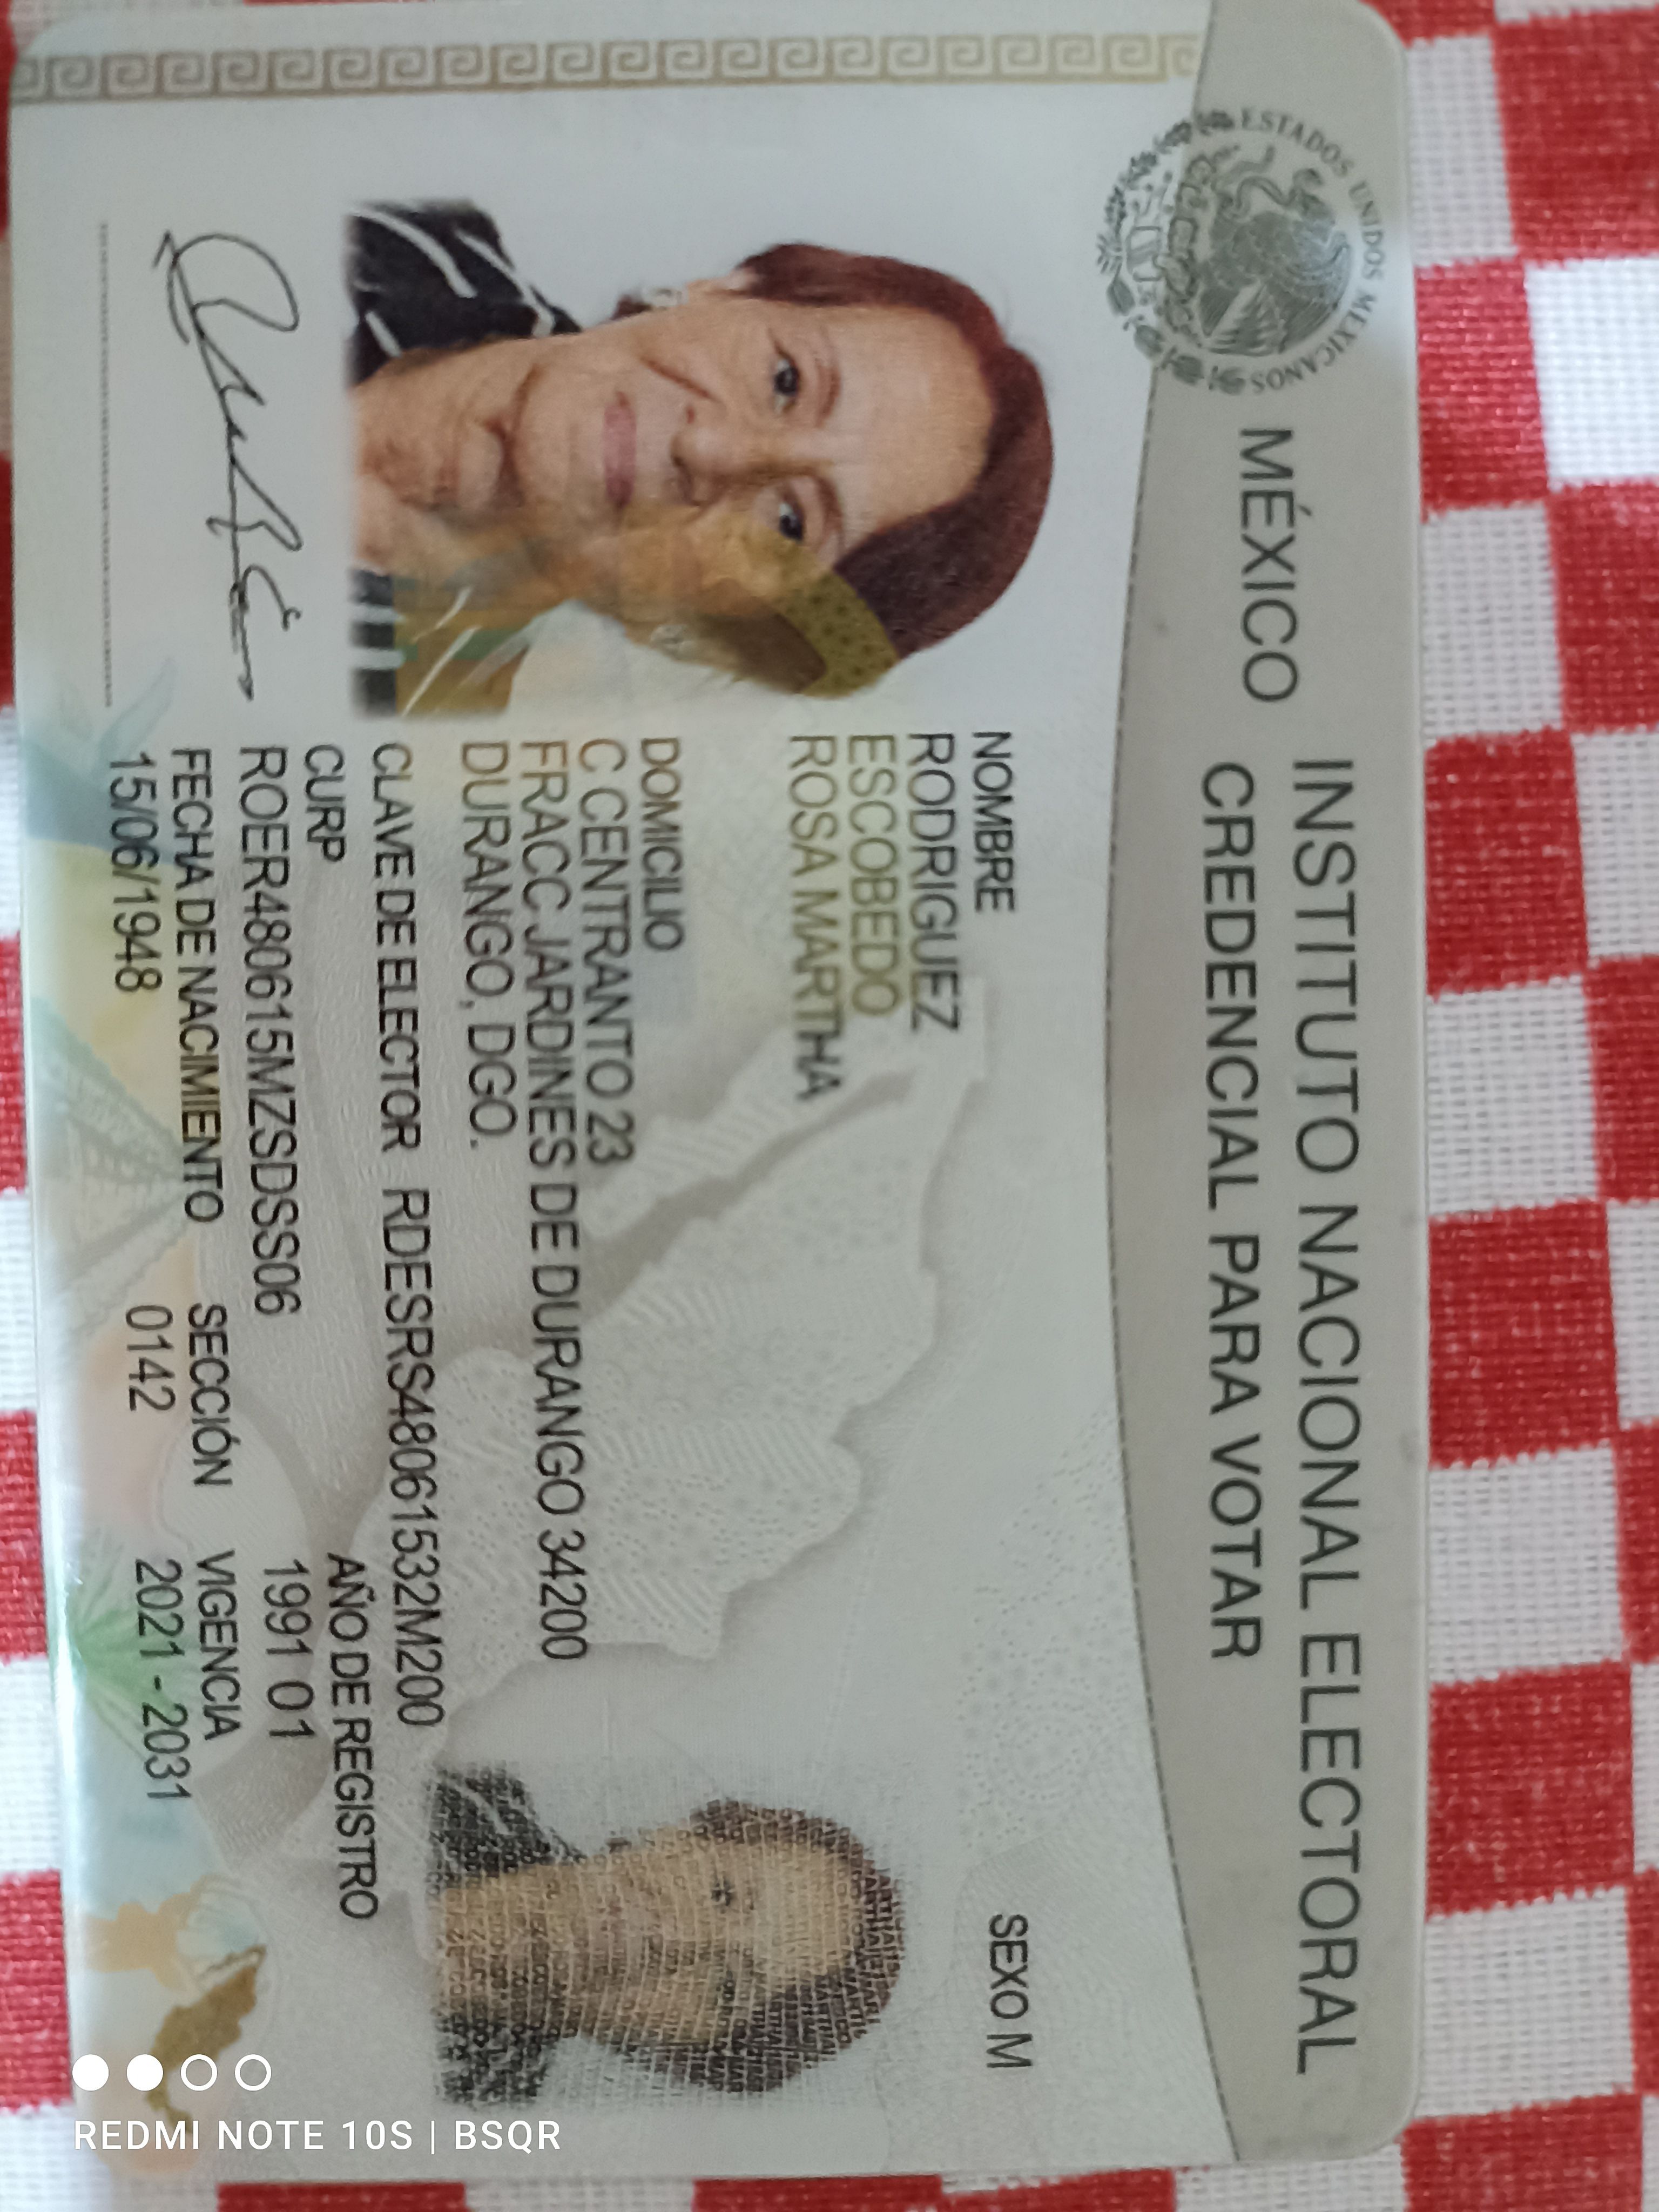 ESTADOS UNIDOS MEXICANOS
MÉXICO
INSTITUTO NACIONAL ELECTORAL
CREDENCIAL PARA VOTAR
NOMBRE
RODRIGUEZ
ESCOBEDO
ROSA MARTHA
SEXO M
DOMICILIO
C CENTRANTO 23
FRACC JARDINES DE DURANGO 34200
DURANGO, DGO.
CLAVE DE ELECTOR RDESRS48061532M200
CURP
ROER480615MZSDSS06
AÑO DE REGISTRO
1991 01
FECHA DE NACIMIENTO
15/06/1948
SECCIÓN
0142
VIGENCIA
2021 - 2031
REDMI NOTE 10S | BSQR